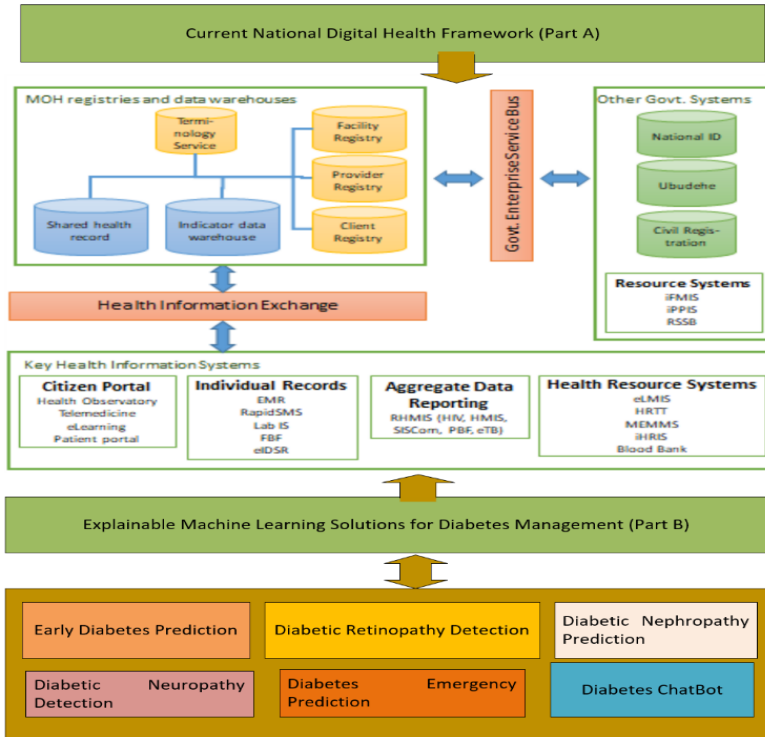 Current National Digital Health Framework (Part A)
MOH registries and data warehouses
Termi-
nology
Service
Facility
Registry
Provider
Registry
Client
Registry
Shared health
record
Indicator data
warehouse
Govt. EnterpriseServiceBus
Other Govt. Systems
National ID
Ubudehe
Civil Regis-
tration
Resource Systems
iFMIS
iPPIS
RSSB
Health Information Exchange
Key Health Information Systems
Citizen Portal
Health Observatory
Telemedicine
eLearning
Patient portal
Individual Records
EMR
RapidSMS
Lab IS
FBF
eIDSR
Aggregate Data
Reporting
RHMIS (HIV, HMIS,
SISCom, PBF, eTB)
Health Resource Systems
eLMIS
HRTT
MEMMS
iHRIS
Blood Bank
Explainable Machine Learning Solutions for Diabetes Management (Part B)
Early Diabetes Prediction
Diabetic Retinopathy Detection
Diabetic Nephropathy
Prediction
Diabetic Neuropathy
Detection
Diabetes Emergency
Prediction
Diabetes ChatBot